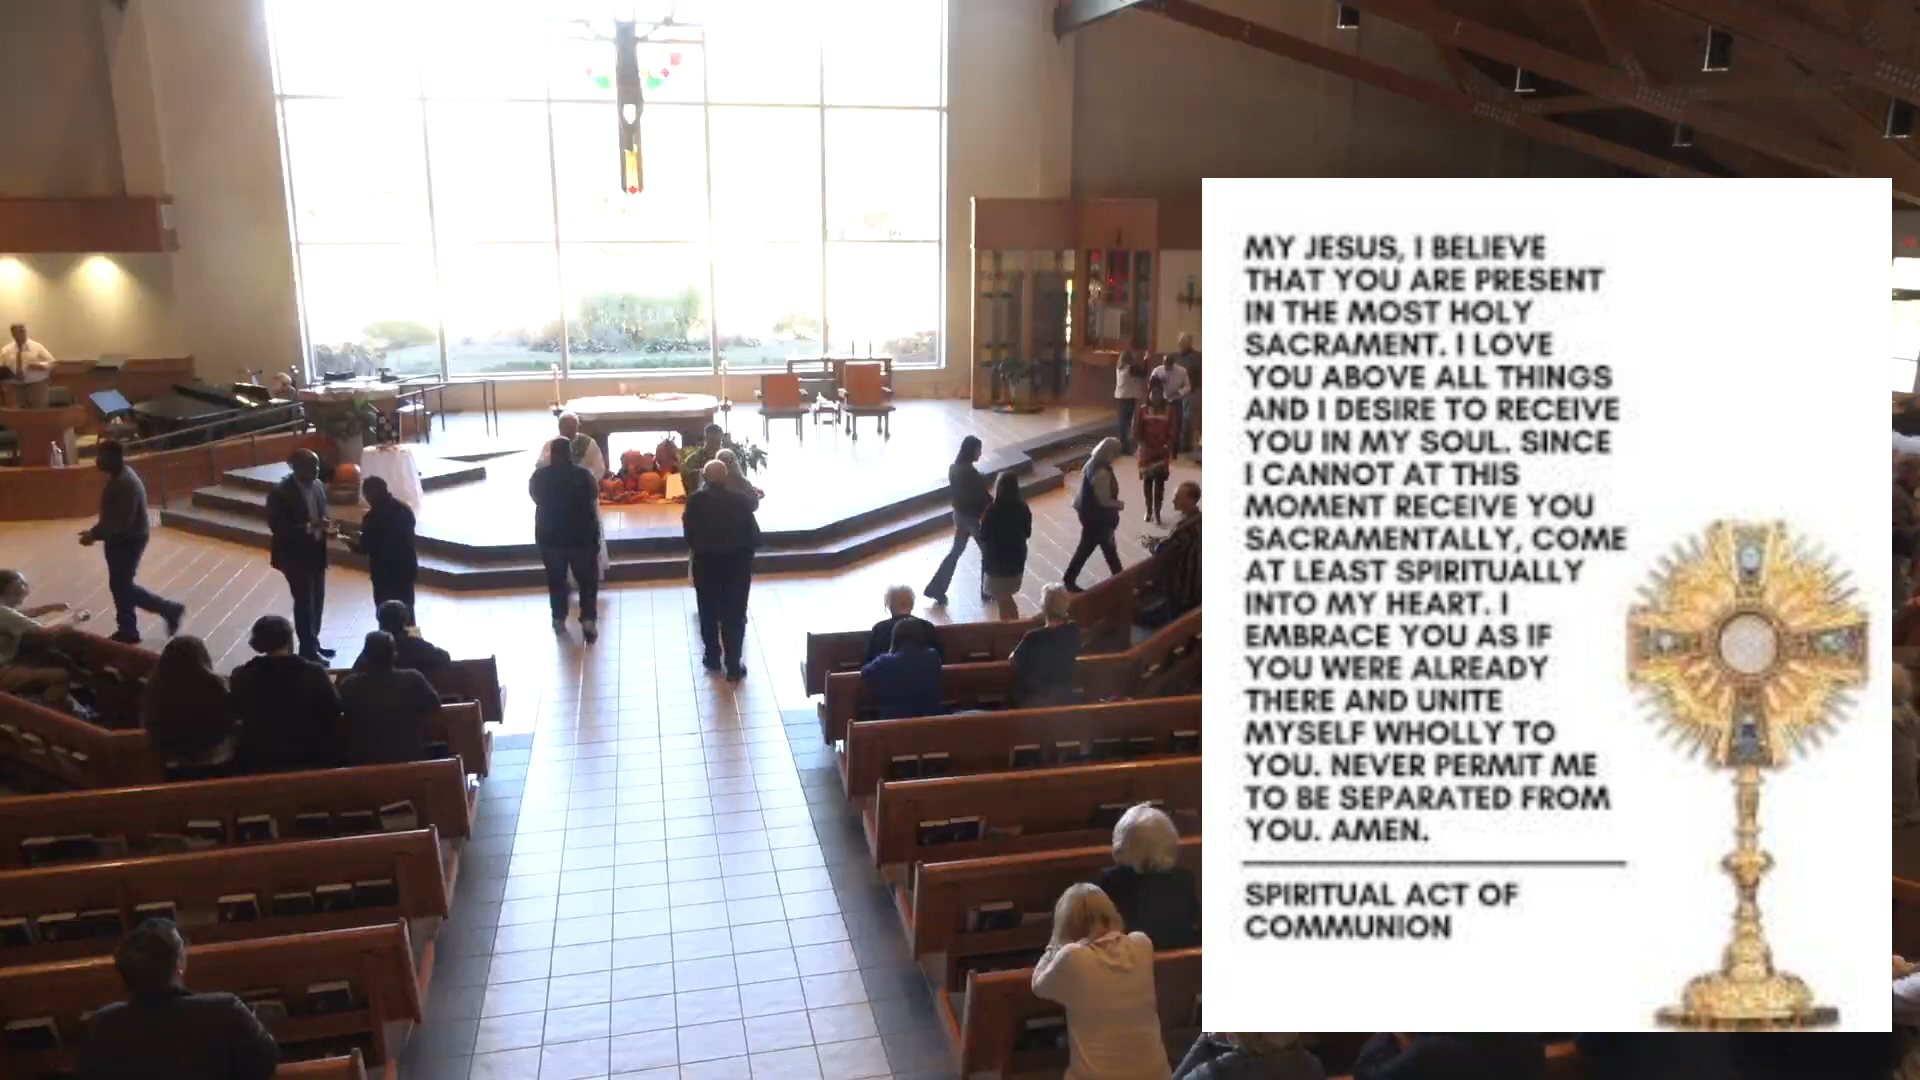 MY JESUS, I BELIEVE
THAT YOU ARE PRESENT
IN THE MOST HOLY
SACRAMENT. I LOVE
YOU ABOVE ALL THINGS
AND I DESIRE TO RECEIVE
YOU IN MY SOUL. SINCE
I CANNOT AT THIS
MOMENT RECEIVE YOU
SACRAMENTALLY, COME
AT LEAST SPIRITUALLY
INTO MY HEART. I
EMBRACE YOU AS IF
YOU WERE ALREADY
THERE AND UNITE
MYSELF WHOLLY TO
YOU. NEVER PERMIT ME
TO BE SEPARATED FROM
YOU. AMEN.
SPIRITUAL ACT OF
COMMUNION